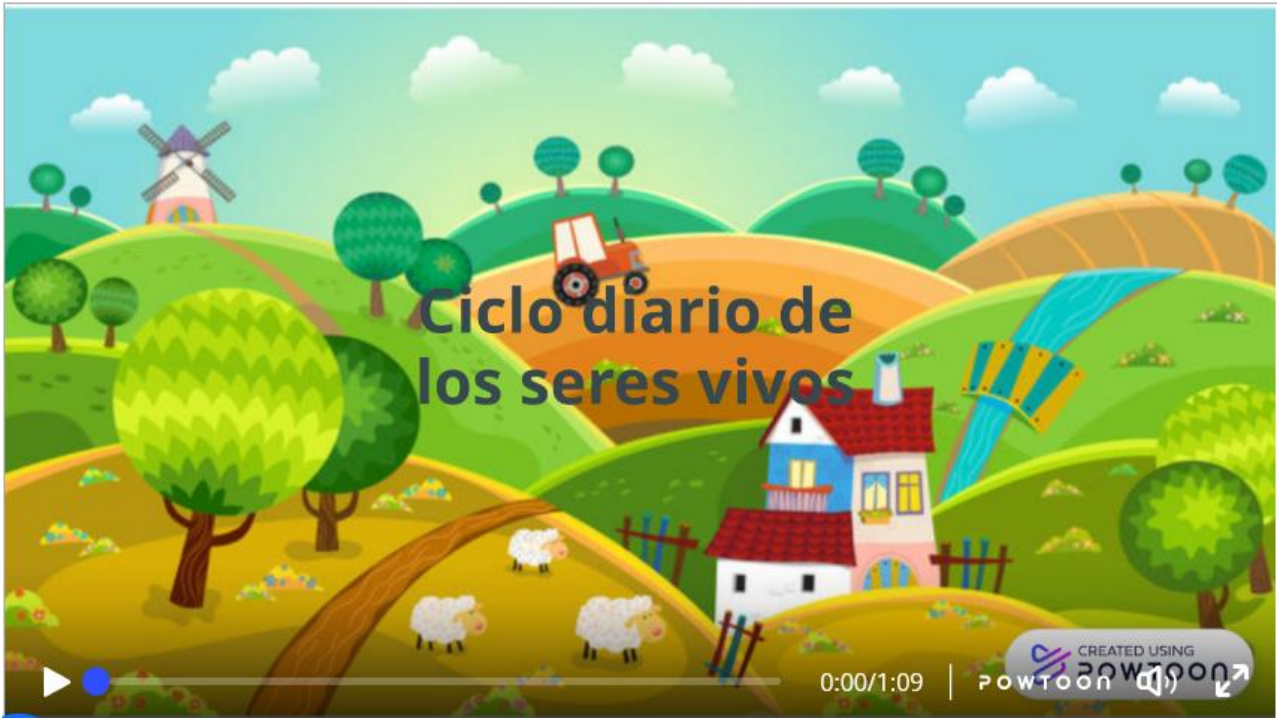 Ciclo diario de
los seres vivos
CREATED USING
POWTOON
0:00/1:09
POWTOON